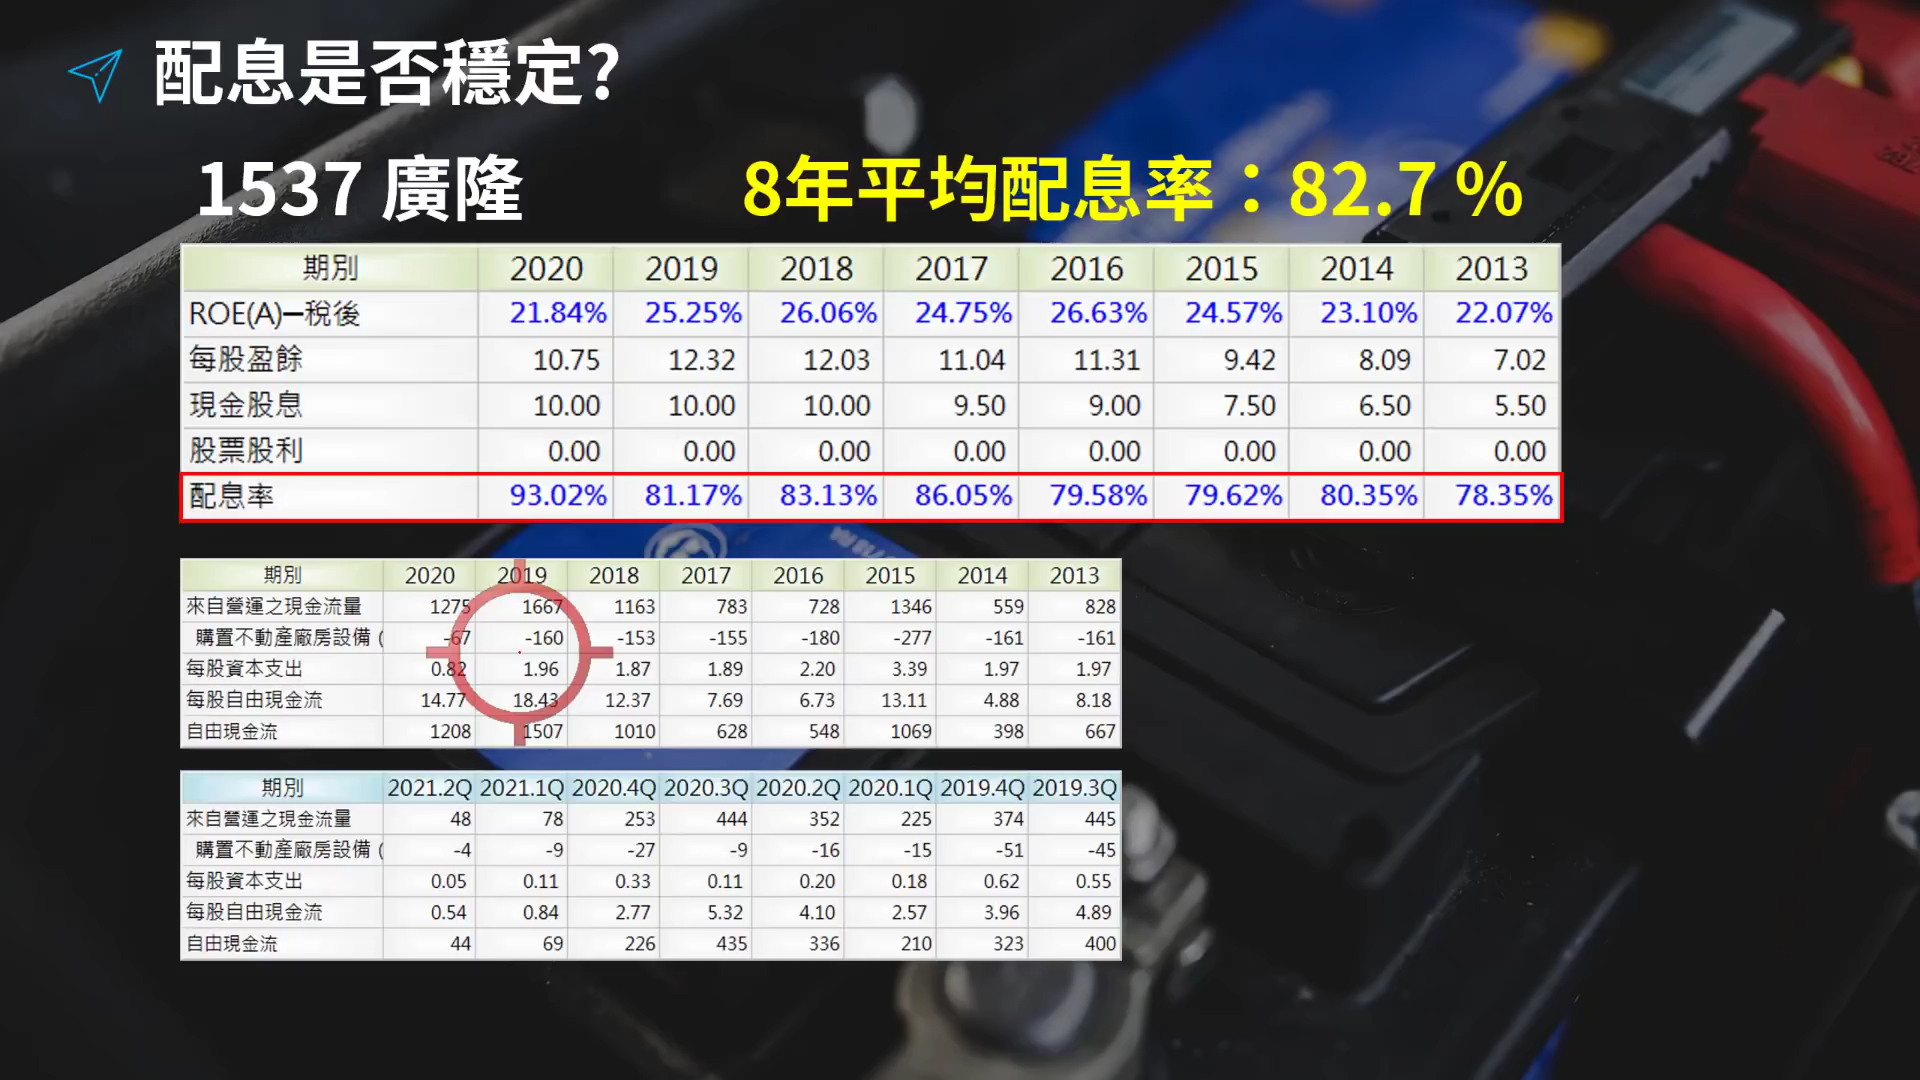 配息是否穩定?
1537 廣隆
8年平均配息率：82.7 %
期別 2020 2019 2018 2017 2016 2015 2014 2013
ROE(A)─稅後 21.84% 25.25% 26.06% 24.75% 26.63% 24.57% 23.10% 22.07%
每股盈餘 10.75 12.32 12.03 11.04 11.31 9.42 8.09 7.02
現金股息 10.00 10.00 10.00 9.50 9.00 7.50 6.50 5.50
股票股利 0.00 0.00 0.00 0.00 0.00 0.00 0.00 0.00
配息率 93.02% 81.17% 83.13% 86.05% 79.58% 79.62% 80.35% 78.35%
期別 2020 2019 2018 2017 2016 2015 2014 2013
來自營運之現金流量 1275 1667 1163 783 728 1346 559 828
購置不動產廠房設備 ( -67 -160 -153 -155 -180 -277 -161 -161
每股資本支出 0.82 1.96 1.87 1.89 2.20 3.39 1.97 1.97
每股自由現金流 14.77 18.43 12.37 7.69 6.73 13.11 4.88 8.18
自由現金流 1208 1507 1010 628 548 1069 398 667
期別 2021.2Q 2021.1Q 2020.4Q 2020.3Q 2020.2Q 2020.1Q 2019.4Q 2019.3Q
來自營運之現金流量 48 78 253 444 352 225 374 445
購置不動產廠房設備 ( -4 -9 -27 -9 -16 -15 -51 -45
每股資本支出 0.05 0.11 0.33 0.11 0.20 0.18 0.62 0.55
每股自由現金流 0.54 0.84 2.77 5.32 4.10 2.57 3.96 4.89
自由現金流 44 69 226 435 336 210 323 400